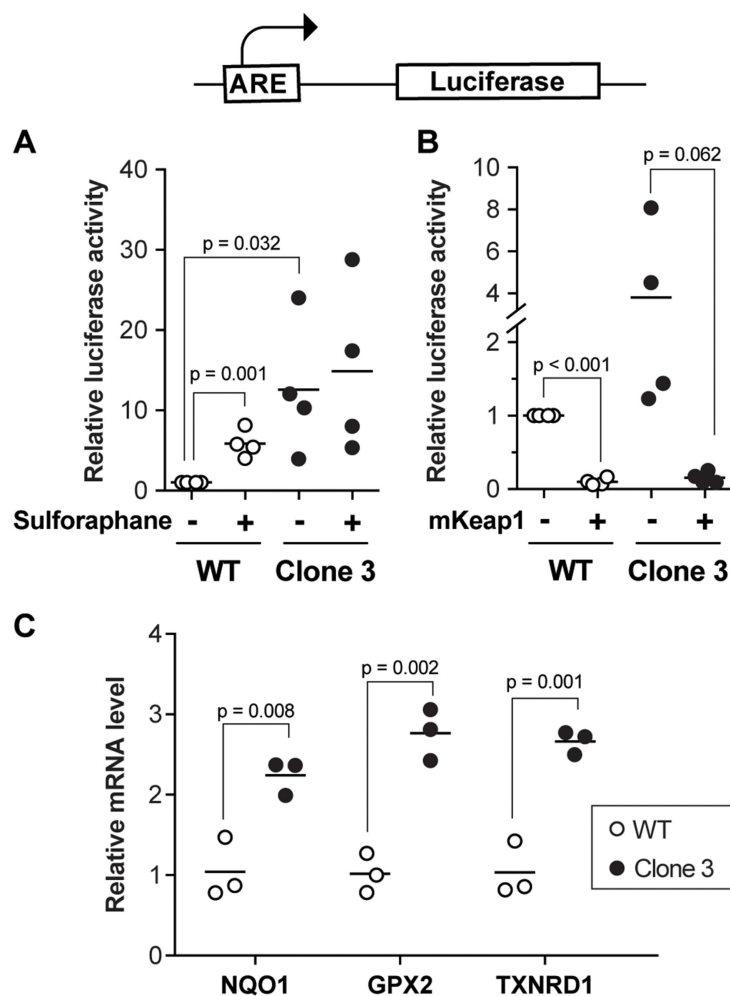 ARE
Luciferase
A
Relative luciferase activity
40
30
20
10
0
p = 0.032
p = 0.001
Sulforaphane - + - +
WT Clone 3
B
Relative luciferase activity
10
8
6
4
2
1
0
p = 0.062
p < 0.001
mKeap1 - + - +
WT Clone 3
C
Relative mRNA level
4
3
2
1
0
p = 0.008
p = 0.002
p = 0.001
WT
Clone 3
NQO1 GPX2 TXNRD1